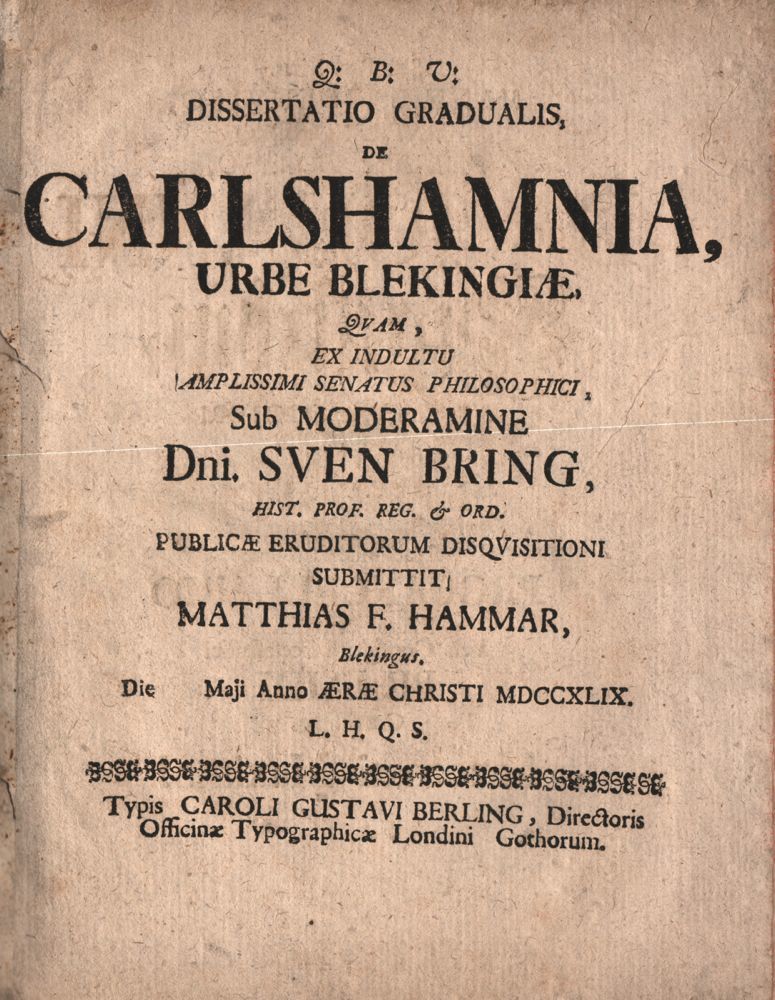 Q: B: V:
DISSERTATIO GRADUALIS,
DE
CARLSHAMNIA,
URBE BLEKINGIÆ,
QVAM,
EX INDULTU
AMPLISSIMI SENATUS PHILOSOPHICI,
Sub MODERAMINE
Dni. SVEN BRING,
HIST. PROF. REG. & ORD.
PUBLICÆ ERUDITORUM DISQVISITIONI
SUBMITTIT
MATTHIAS F. HAMMAR,
Blekingus.
Die Maji Anno ÆRÆ CHRISTI MDCCXLIX.
L. H. Q. S.
Typis CAROLI GUSTAVI BERLING, Directoris
Officinæ Typographicæ Londini Gothorum.